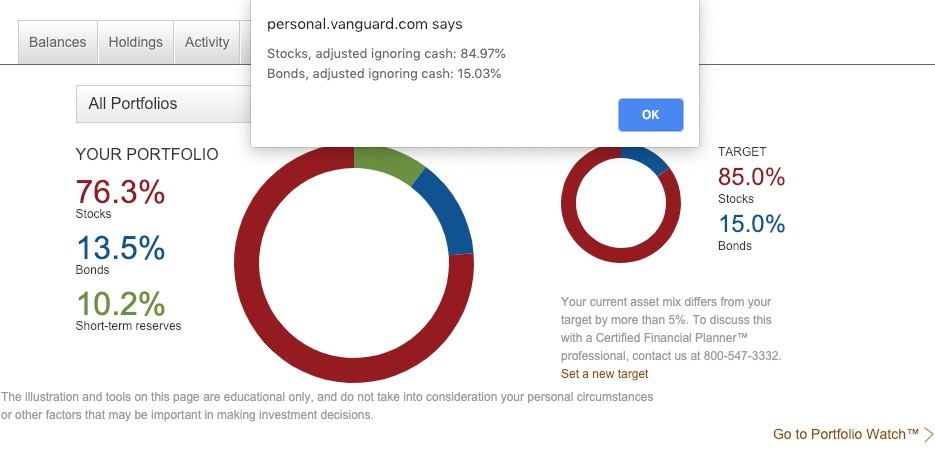 personal.vanguard.com says
Stocks, adjusted ignoring cash: 84.97%
Bonds, adjusted ignoring cash: 15.03%
OK
Balances
Holdings
Activity
All Portfolios
YOUR PORTFOLIO
76.3%
Stocks
13.5%
Bonds
10.2%
Short-term reserves
TARGET
85.0%
Stocks
15.0%
Bonds
Your current asset mix differs from your
target by more than 5%. To discuss this
with a Certified Financial Planner™
professional, contact us at 800-547-3332.
Set a new target
The illustration and tools on this page are educational only, and do not take into consideration your personal circumstances
or other factors that may be important in making investment decisions.
Go to Portfolio Watch™